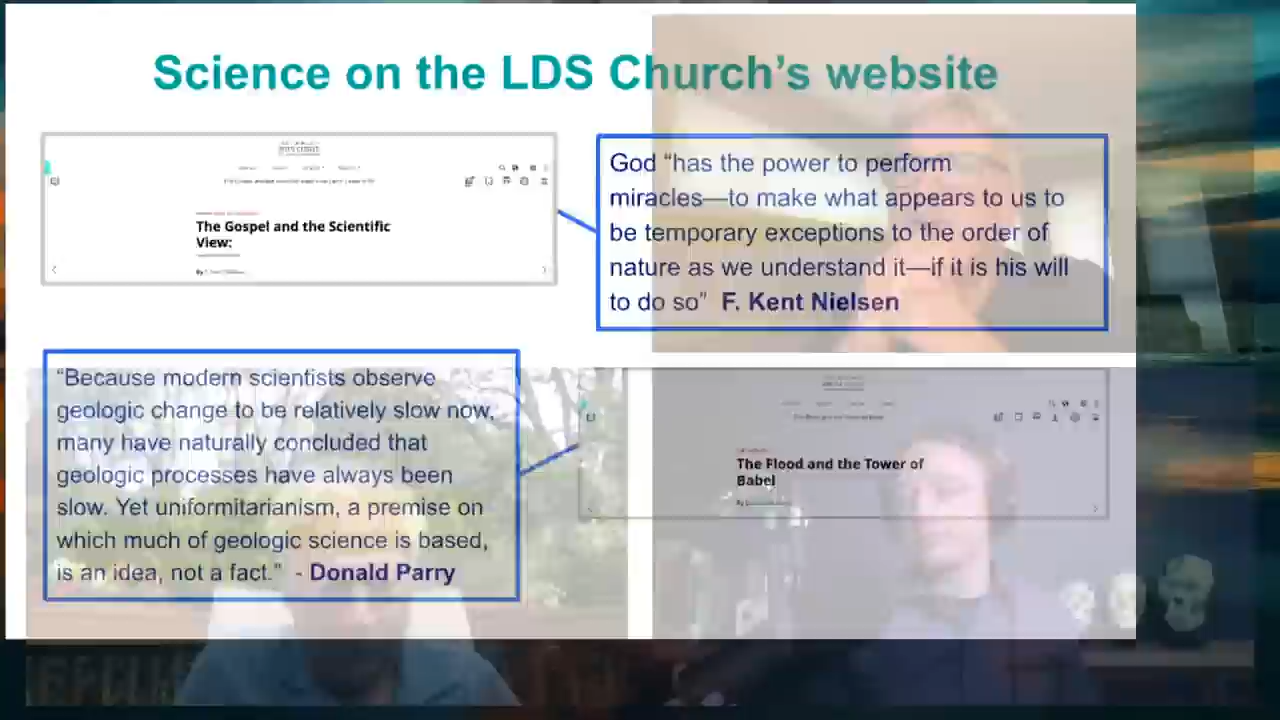 Science on the LDS Church's website
The Gospel and the Scientific
View:
By
God “has the power to perform
miracles—to make what appears to us to
be temporary exceptions to the order of
nature as we understand it—if it is his will
to do so” F. Kent Nielsen
“Because modern scientists observe
geologic change to be relatively slow now,
many have naturally concluded that
geologic processes have always been
slow. Yet uniformitarianism, a premise on
which much of geologic science is based,
is an idea, not a fact.” - Donald Parry
The Flood and the Tower of
Babel
By